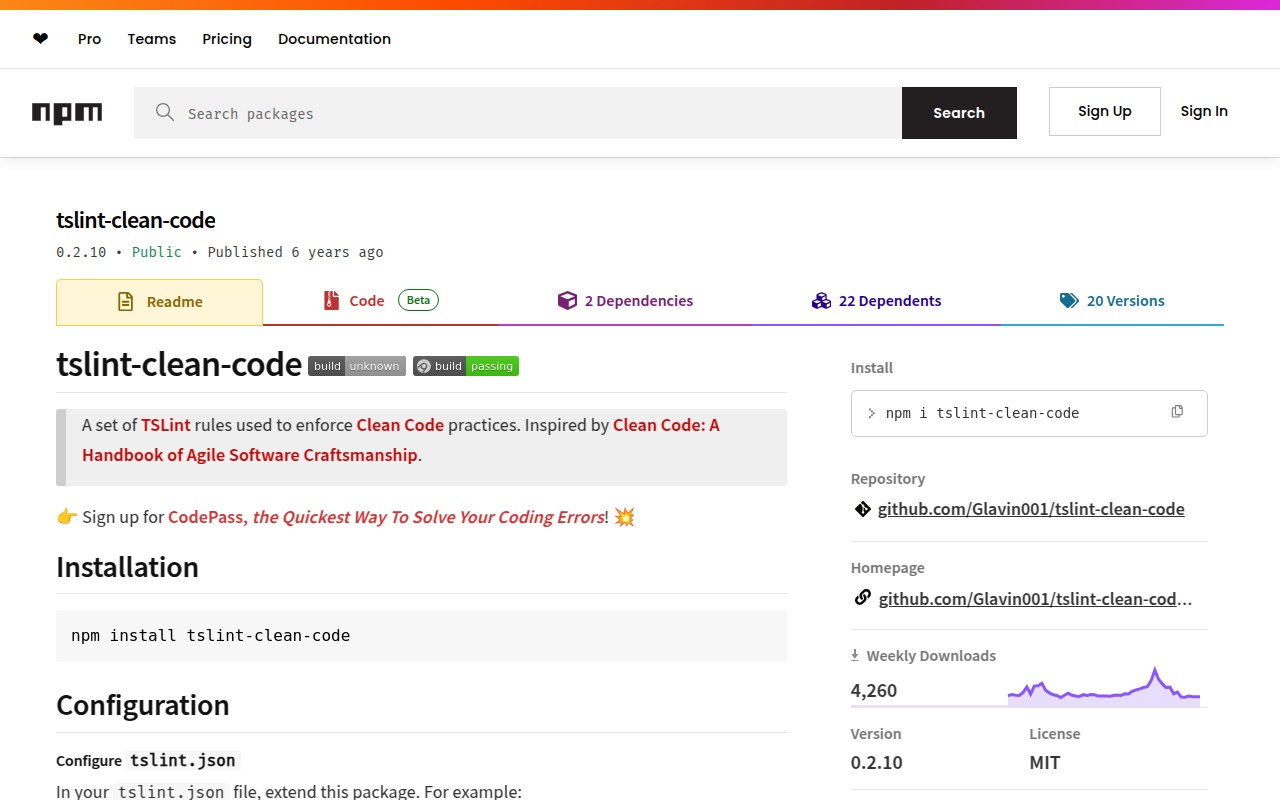 ❤ Pro Teams Pricing Documentation
npm Search packages Search Sign Up Sign In
tslint-clean-code
0.2.10 • Public • Published 6 years ago
Readme Code Beta 2 Dependencies 22 Dependents 20 Versions
tslint-clean-code build unknown build passing
A set of TSLint rules used to enforce Clean Code practices. Inspired by Clean Code: A
Handbook of Agile Software Craftsmanship.
👉 Sign up for CodePass, the Quickest Way To Solve Your Coding Errors! 💥
Installation
npm install tslint-clean-code
Configuration
Configure tslint.json
In your tslint.json file, extend this package. For example:
Install
npm i tslint-clean-code
Repository
github.com/Glavin001/tslint-clean-code
Homepage
github.com/Glavin001/tslint-clean-cod…
Weekly Downloads
4,260
Version License
0.2.10 MIT